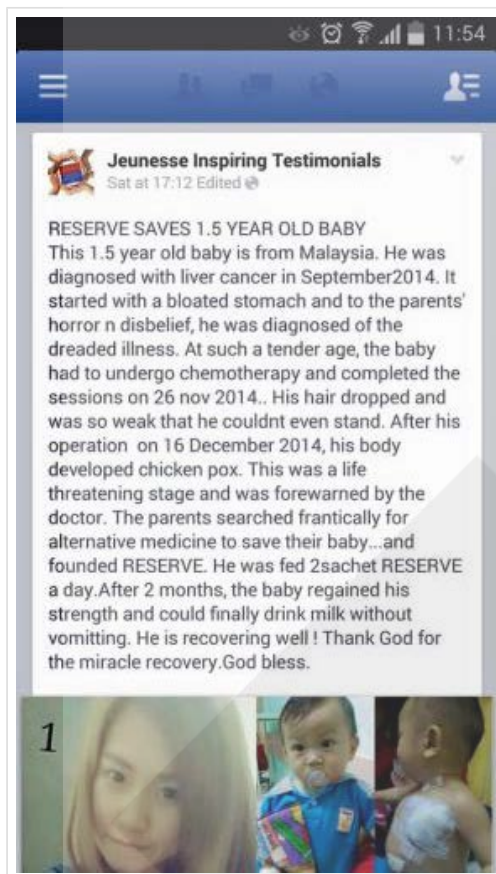 11:54
Jeunesse Inspiring Testimonials
Sat at 17:12 Edited
RESERVE SAVES 1.5 YEAR OLD BABY
This 1.5 year old baby is from Malaysia. He was
diagnosed with liver cancer in September2014. It
started with a bloated stomach and to the parents'
horror n disbelief, he was diagnosed of the
dreaded illness. At such a tender age, the baby
had to undergo chemotherapy and completed the
sessions on 26 nov 2014.. His hair dropped and
was so weak that he couldnt even stand. After his
operation on 16 December 2014, his body
developed chicken pox. This was a life
threatening stage and was forewarned by the
doctor. The parents searched frantically for
alternative medicine to save their baby...and
founded RESERVE. He was fed 2sachet RESERVE
a day.After 2 months, the baby regained his
strength and could finally drink milk without
vomitting. He is recovering well ! Thank God for
the miracle recovery.God bless.
1